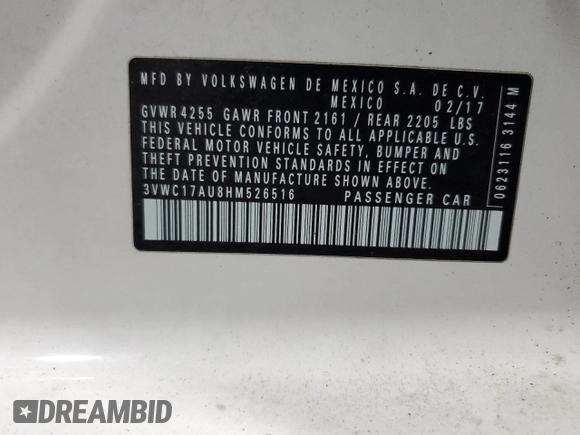 MFD BY VOLKSWAGEN DE MEXICO S.A. DE C.V.
MEXICO 02/17
GVWR 4255 GAWR FRONT 2161 / REAR 2205 LBS
THIS VEHICLE CONFORMS TO ALL APPLICABLE U.S.
FEDERAL MOTOR VEHICLE SAFETY, BUMPER AND
THEFT PREVENTION STANDARDS IN EFFECT ON
THE DATE OF MANUFACTURE SHOWN ABOVE.
3VWC17AU8HM526516 PASSENGER CAR
0623116 3144 M
DREAMBID